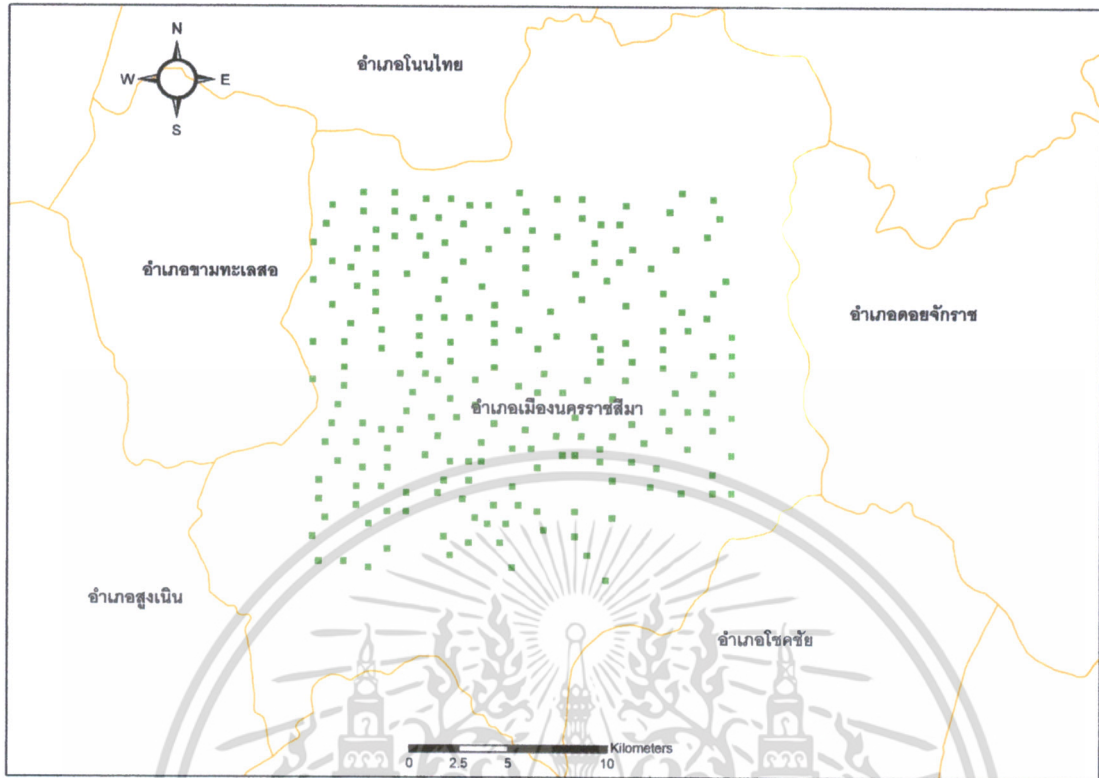 N
W E
S
อำเภอโนนไทย
อำเภอขามทะเลสอ
อำเภอดอยจักราช
อำเภอเมืองนครราชสีมา
อำเภอสูงเนิน
อำเภอโชคชัย
Kilometers
0 2.5 5 10